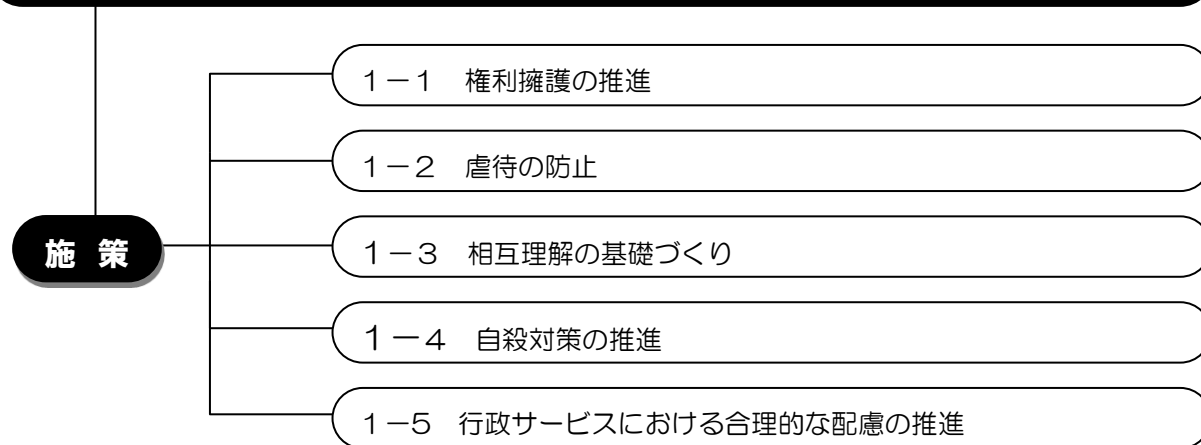 １－１　権利擁護の推進
１－２　虐待の防止
施 策
１－３　相互理解の基礎づくり
１－４　自殺対策の推進
１－５　行政サービスにおける合理的な配慮の推進